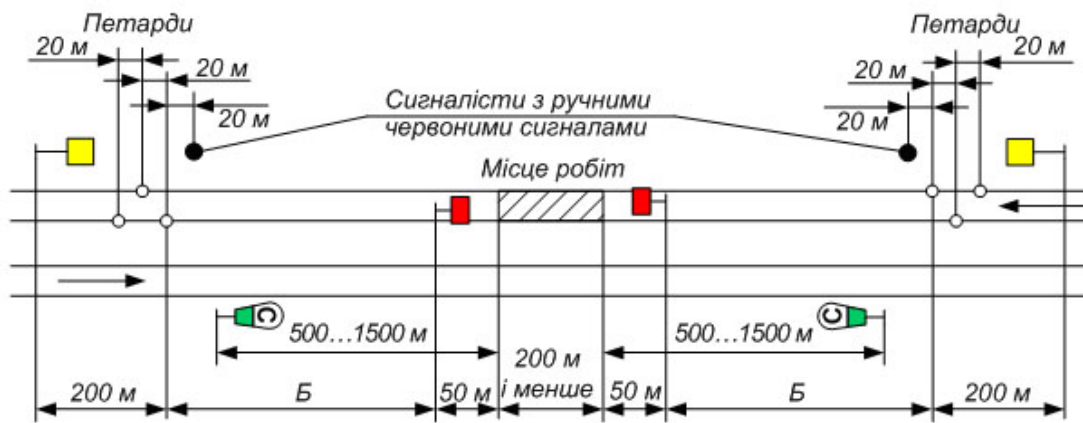 Петарди
Петарди
20 м
20 м
20 м
20 м
20 м
20 м
Сигналісти з ручними
червоними сигналами
Місце робіт
С
С
500...1500 м
500...1500 м
200 м
і менше
200 м
Б
50 м
50 м
Б
200 м